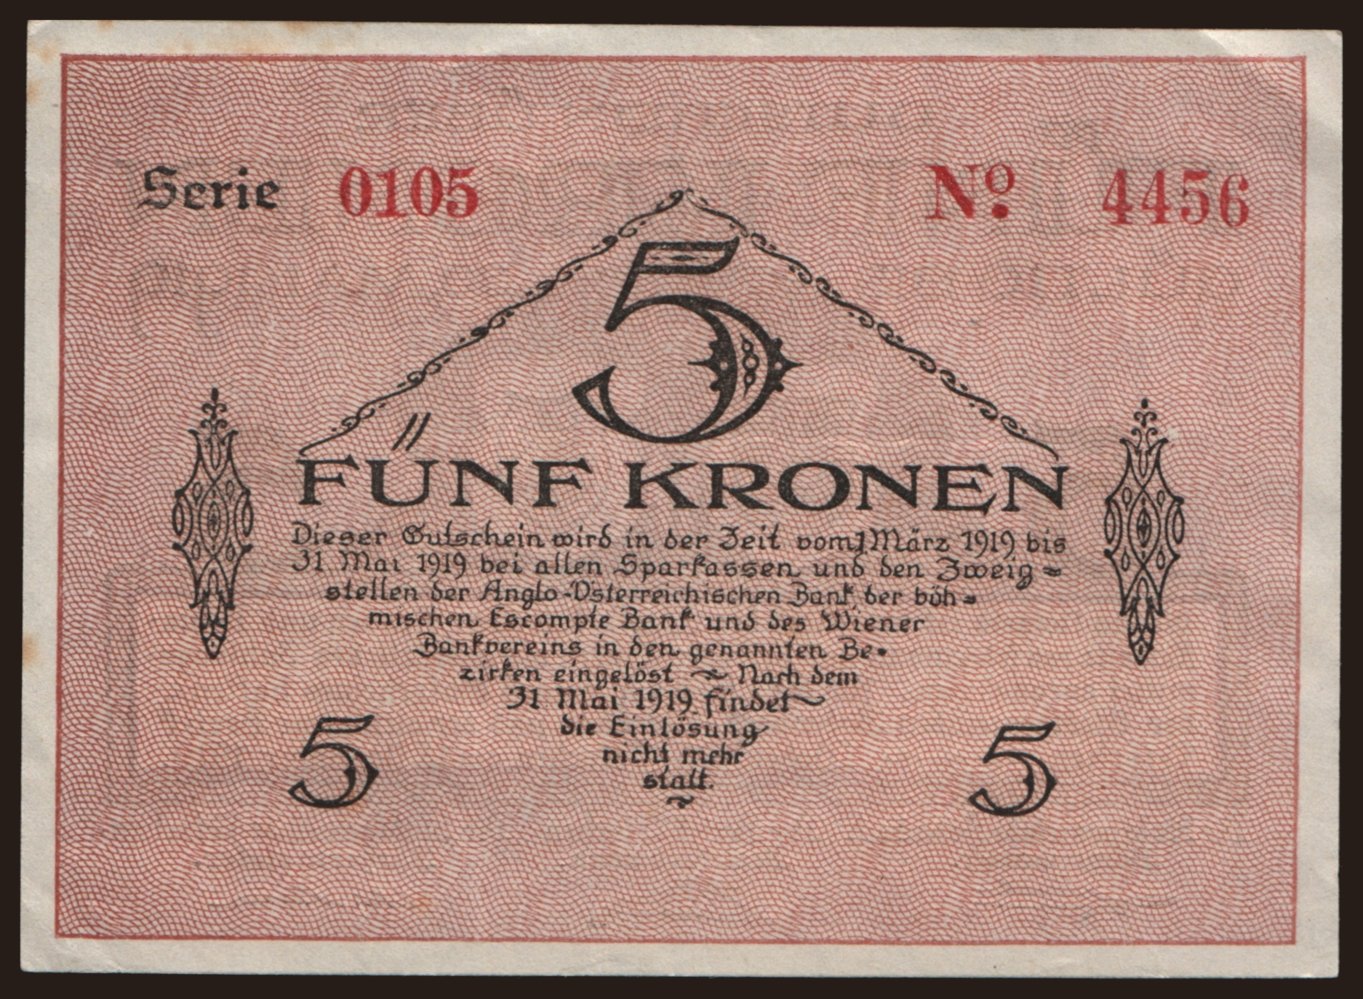 Serie 0105 No. 4456
5
FÜNF KRONEN
Dieser Gutschein wird in der Zeit vom 1 März 1919 bis
31 Mai 1919 bei allen Sparkassen und den Zweig=
stellen der Anglo-Österreichischen Bank der böh=
mischen Escompte Bank und des Wiener
Bankvereins in den genannten Be=
zirken eingelöst ~ Nach dem
31 Mai 1919 findet
die Einlösung
nicht mehr
statt.
5 5